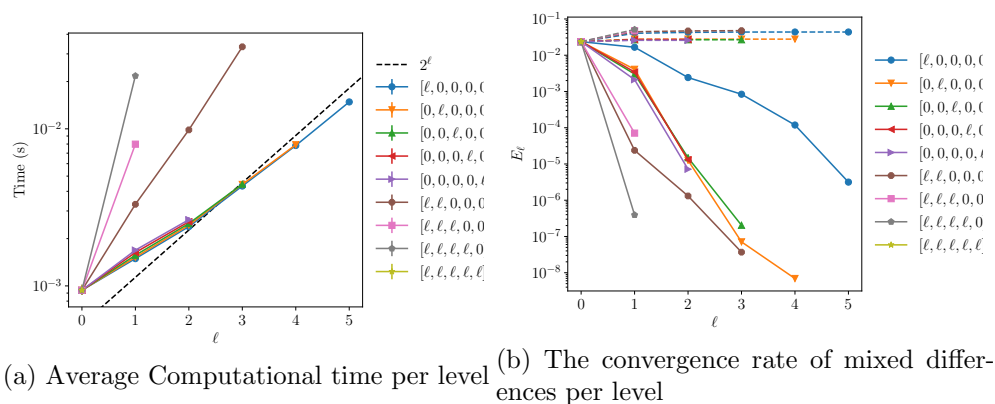 10⁻²
10⁻³
Time (s)
0 1 2 3 4 5
ℓ
2^ℓ
[ℓ, 0, 0, 0, 0
[0, ℓ, 0, 0, 0
[0, 0, ℓ, 0, 0
[0, 0, 0, ℓ, 0
[0, 0, 0, 0, ℓ
[ℓ, ℓ, 0, 0, 0
[ℓ, ℓ, ℓ, 0, 0
[ℓ, ℓ, ℓ, ℓ, 0
[ℓ, ℓ, ℓ, ℓ, ℓ]
(a) Average Computational time per level
10⁻¹
10⁻²
10⁻³
10⁻⁴
10⁻⁵
10⁻⁶
10⁻⁷
10⁻⁸
E_ℓ
0 1 2 3 4 5
ℓ
[ℓ, 0, 0, 0, 0
[0, ℓ, 0, 0, 0
[0, 0, ℓ, 0, 0
[0, 0, 0, ℓ, 0
[0, 0, 0, 0, ℓ
[ℓ, ℓ, 0, 0, 0
[ℓ, ℓ, ℓ, 0, 0
[ℓ, ℓ, ℓ, ℓ, 0
[ℓ, ℓ, ℓ, ℓ, ℓ]
(b) The convergence rate of mixed differ-
ences per level